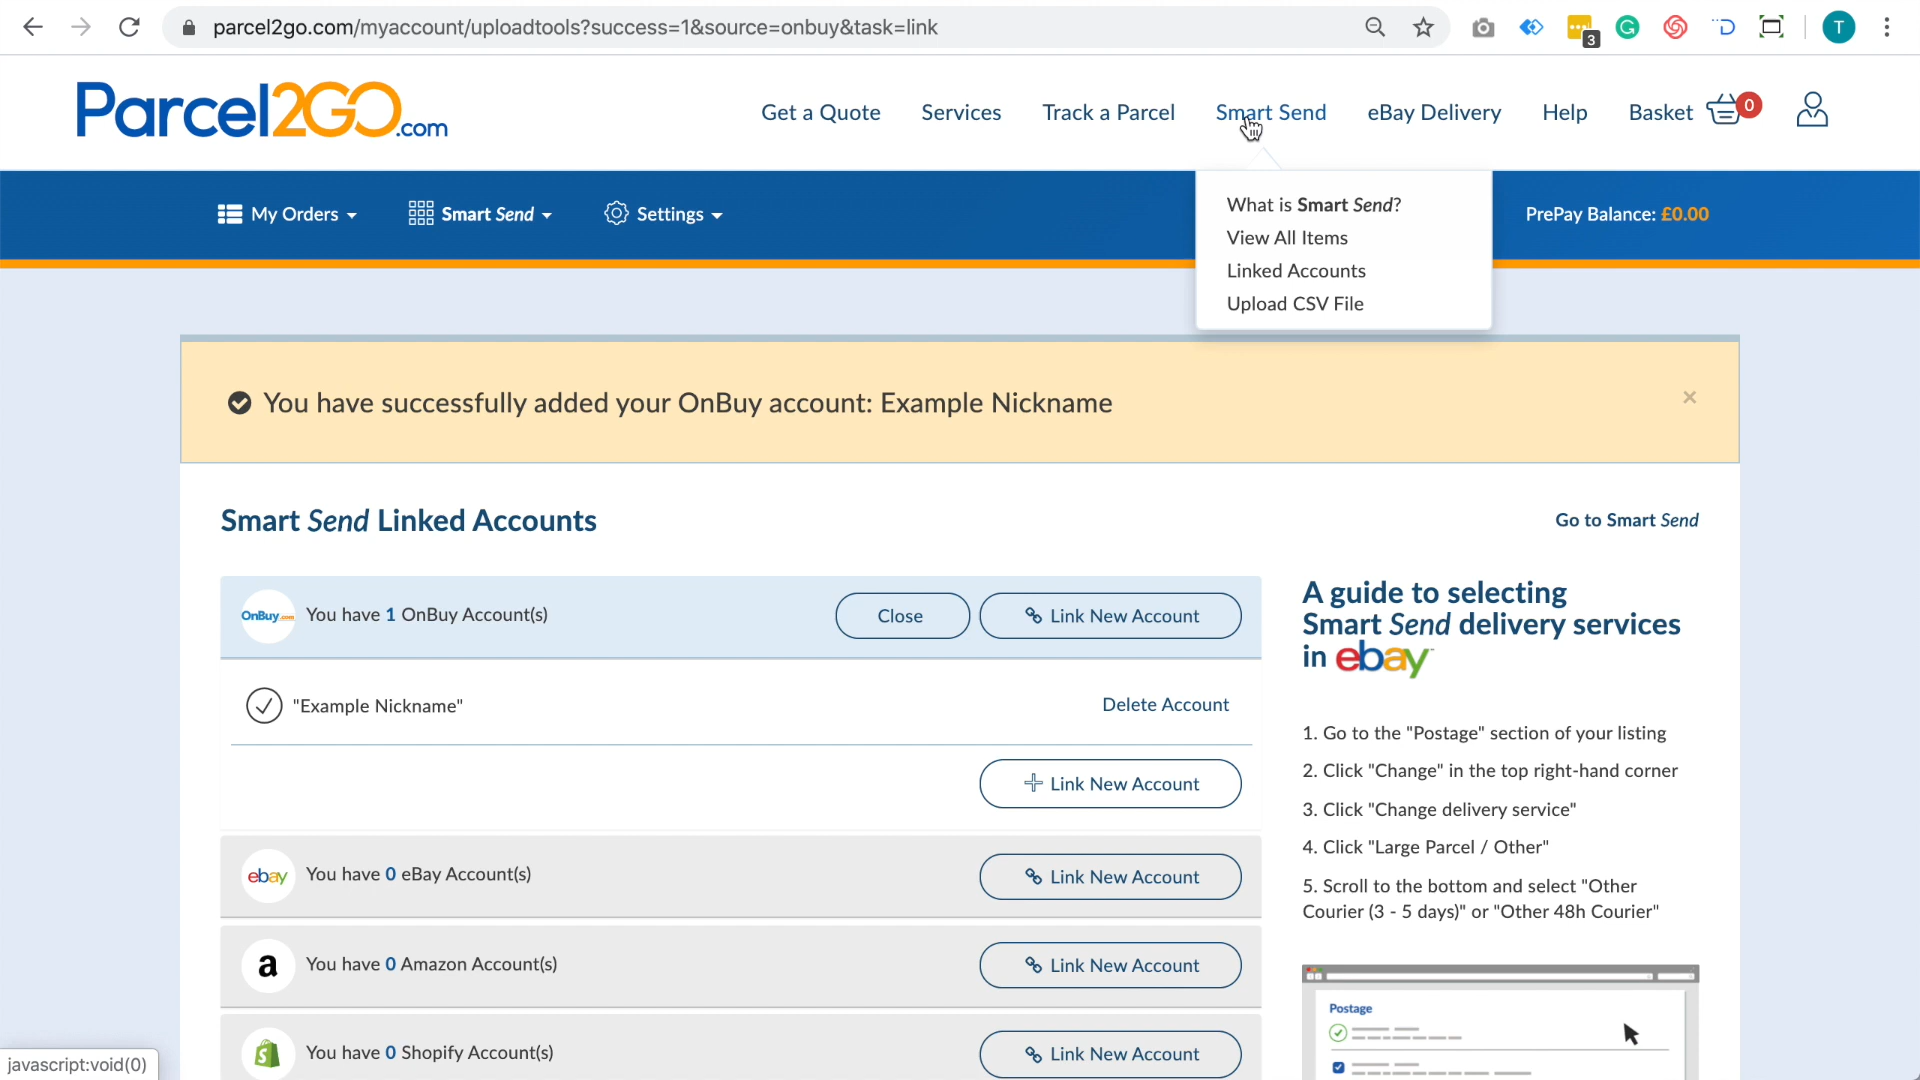 parcel2go.com/myaccount/uploadtools?success=1&source=onbuy&task=link
3
T
Parcel2GO.com
Get a Quote
Services
Track a Parcel
Smart Send
eBay Delivery
Help
Basket
0
My Orders
Smart Send
Settings
PrePay Balance: £0.00
What is Smart Send?
View All Items
Linked Accounts
Upload CSV File
You have successfully added your OnBuy account: Example Nickname
×
Smart Send Linked Accounts
Go to Smart Send
OnBuy.com
You have 1 OnBuy Account(s)
Close
Link New Account
"Example Nickname"
Delete Account
Link New Account
ebay
You have 0 eBay Account(s)
Link New Account
a
You have 0 Amazon Account(s)
Link New Account
You have 0 Shopify Account(s)
Link New Account
A guide to selecting
Smart Send delivery services
in ebay
1. Go to the "Postage" section of your listing
2. Click "Change" in the top right-hand corner
3. Click "Change delivery service"
4. Click "Large Parcel / Other"
5. Scroll to the bottom and select "Other
Courier (3 - 5 days)" or "Other 48h Courier"
Postage
javascript:void(0)